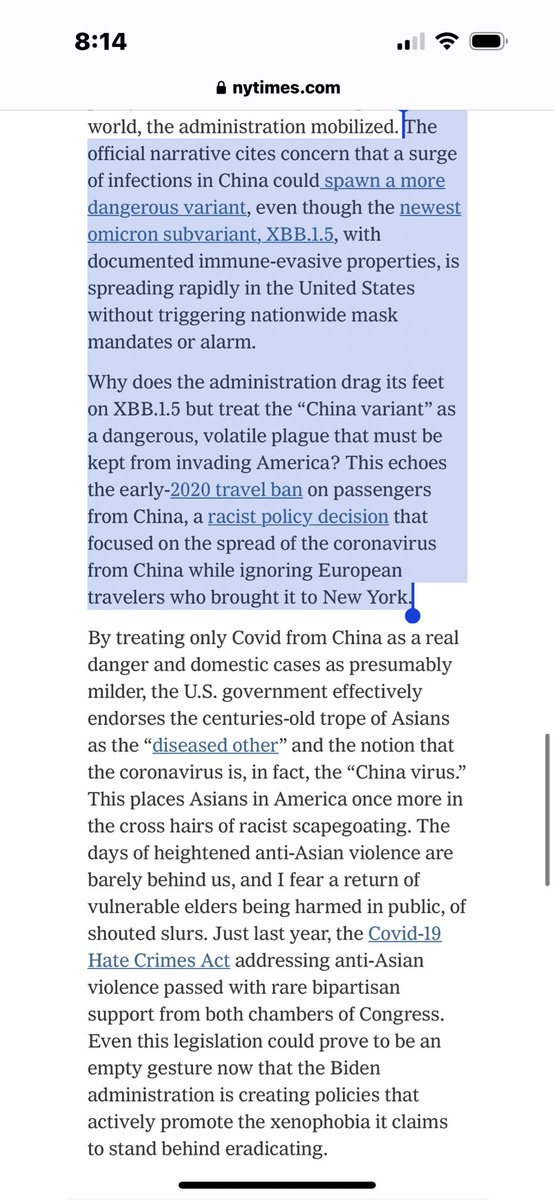 8:14
nytimes.com
world, the administration mobilized. The
official narrative cites concern that a surge
of infections in China could spawn a more
dangerous variant, even though the newest
omicron subvariant, XBB.1.5, with
documented immune-evasive properties, is
spreading rapidly in the United States
without triggering nationwide mask
mandates or alarm.
Why does the administration drag its feet
on XBB.1.5 but treat the “China variant” as
a dangerous, volatile plague that must be
kept from invading America? This echoes
the early-2020 travel ban on passengers
from China, a racist policy decision that
focused on the spread of the coronavirus
from China while ignoring European
travelers who brought it to New York.
By treating only Covid from China as a real
danger and domestic cases as presumably
milder, the U.S. government effectively
endorses the centuries-old trope of Asians
as the “diseased other” and the notion that
the coronavirus is, in fact, the “China virus.”
This places Asians in America once more in
the cross hairs of racist scapegoating. The
days of heightened anti-Asian violence are
barely behind us, and I fear a return of
vulnerable elders being harmed in public, of
shouted slurs. Just last year, the Covid-19
Hate Crimes Act addressing anti-Asian
violence passed with rare bipartisan
support from both chambers of Congress.
Even this legislation could prove to be an
empty gesture now that the Biden
administration is creating policies that
actively promote the xenophobia it claims
to stand behind eradicating.